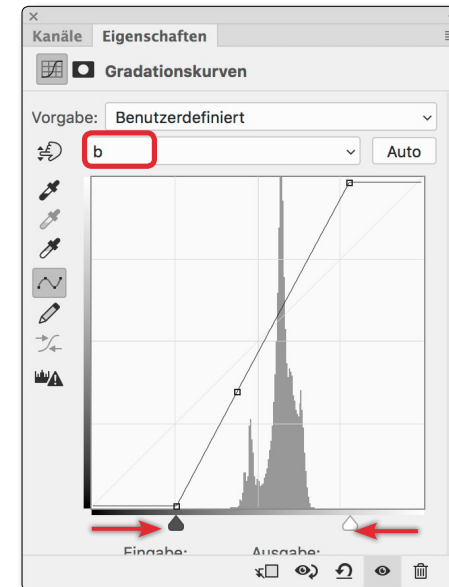 Kanäle Eigenschaften
Gradationskurven
Vorgabe: Benutzerdefiniert
b Auto
Eingabe: Ausgabe: